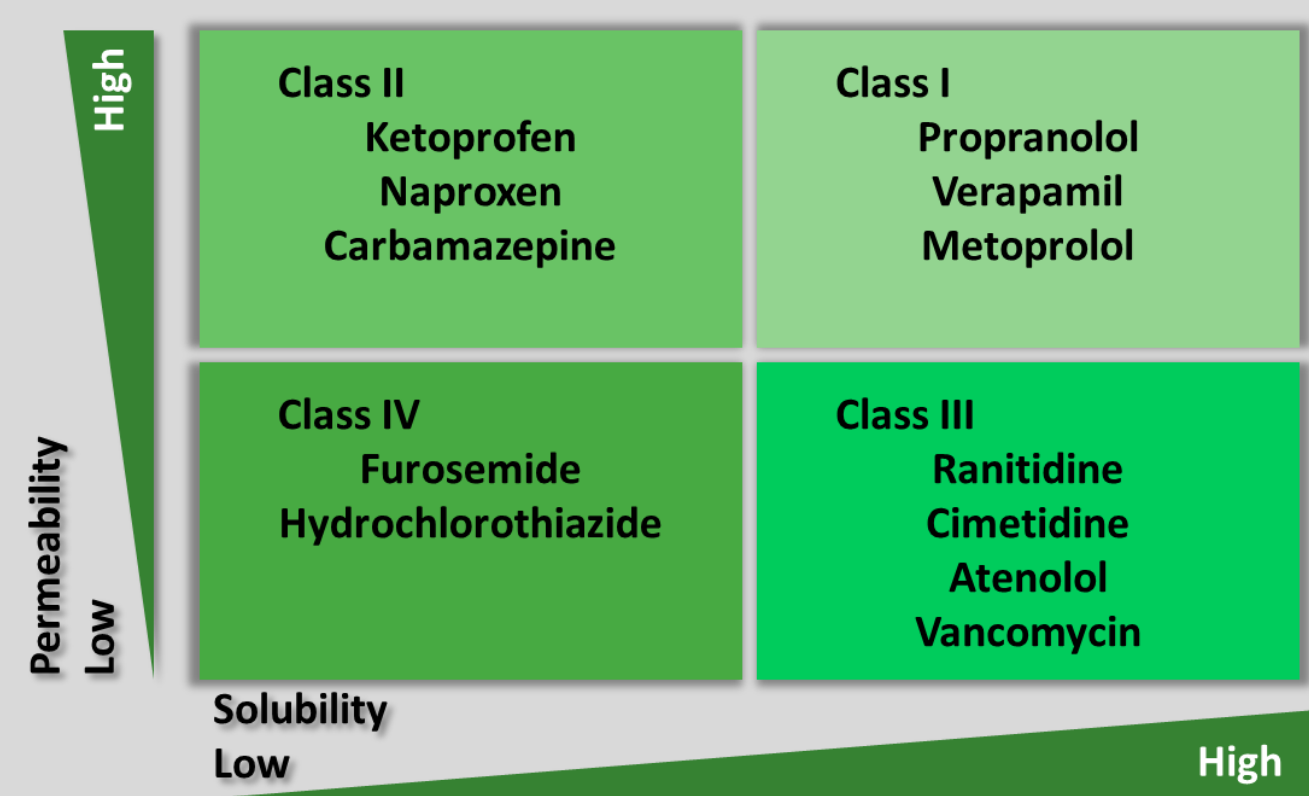 High
Permeability
Low
Class II
Ketoprofen
Naproxen
Carbamazepine
Class I
Propranolol
Verapamil
Metoprolol
Class IV
Furosemide
Hydrochlorothiazide
Class III
Ranitidine
Cimetidine
Atenolol
Vancomycin
Solubility
Low
High